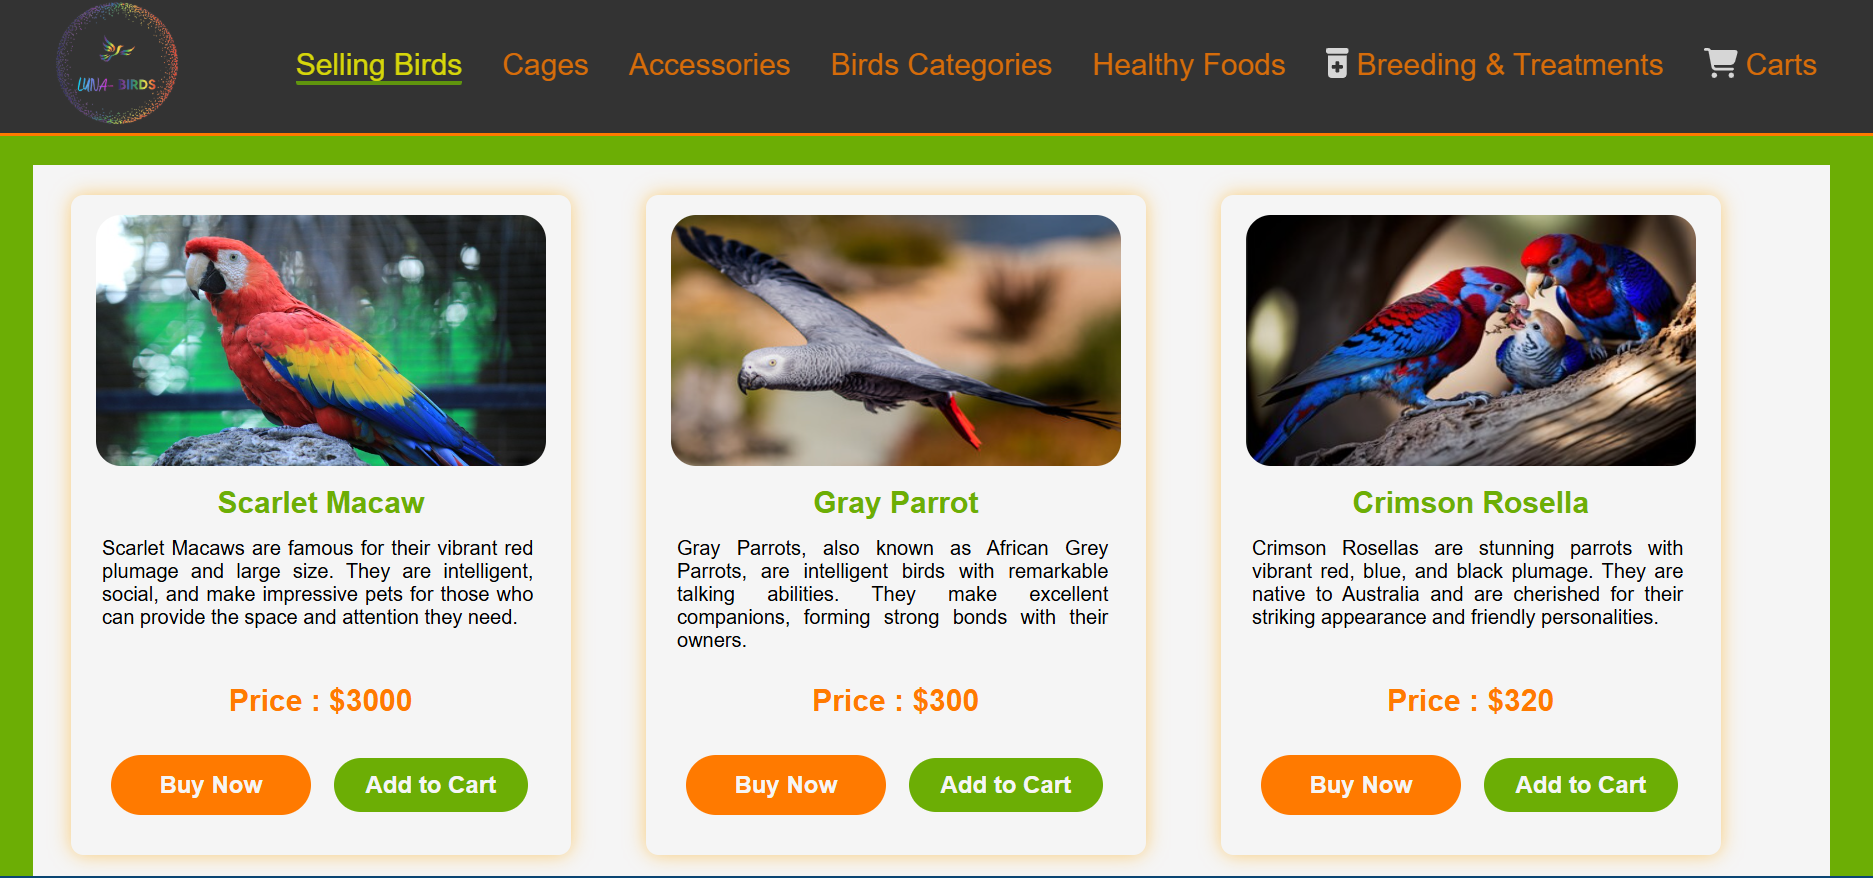 LUNA- BIRDS
Selling Birds
Cages
Accessories
Birds Categories
Healthy Foods
Breeding & Treatments
Carts
Scarlet Macaw
Scarlet Macaws are famous for their vibrant red
plumage and large size. They are intelligent,
social, and make impressive pets for those who
can provide the space and attention they need.
Price : $3000
Buy Now
Add to Cart
Gray Parrot
Gray Parrots, also known as African Grey
Parrots, are intelligent birds with remarkable
talking abilities. They make excellent
companions, forming strong bonds with their
owners.
Price : $300
Buy Now
Add to Cart
Crimson Rosella
Crimson Rosellas are stunning parrots with
vibrant red, blue, and black plumage. They are
native to Australia and are cherished for their
striking appearance and friendly personalities.
Price : $320
Buy Now
Add to Cart